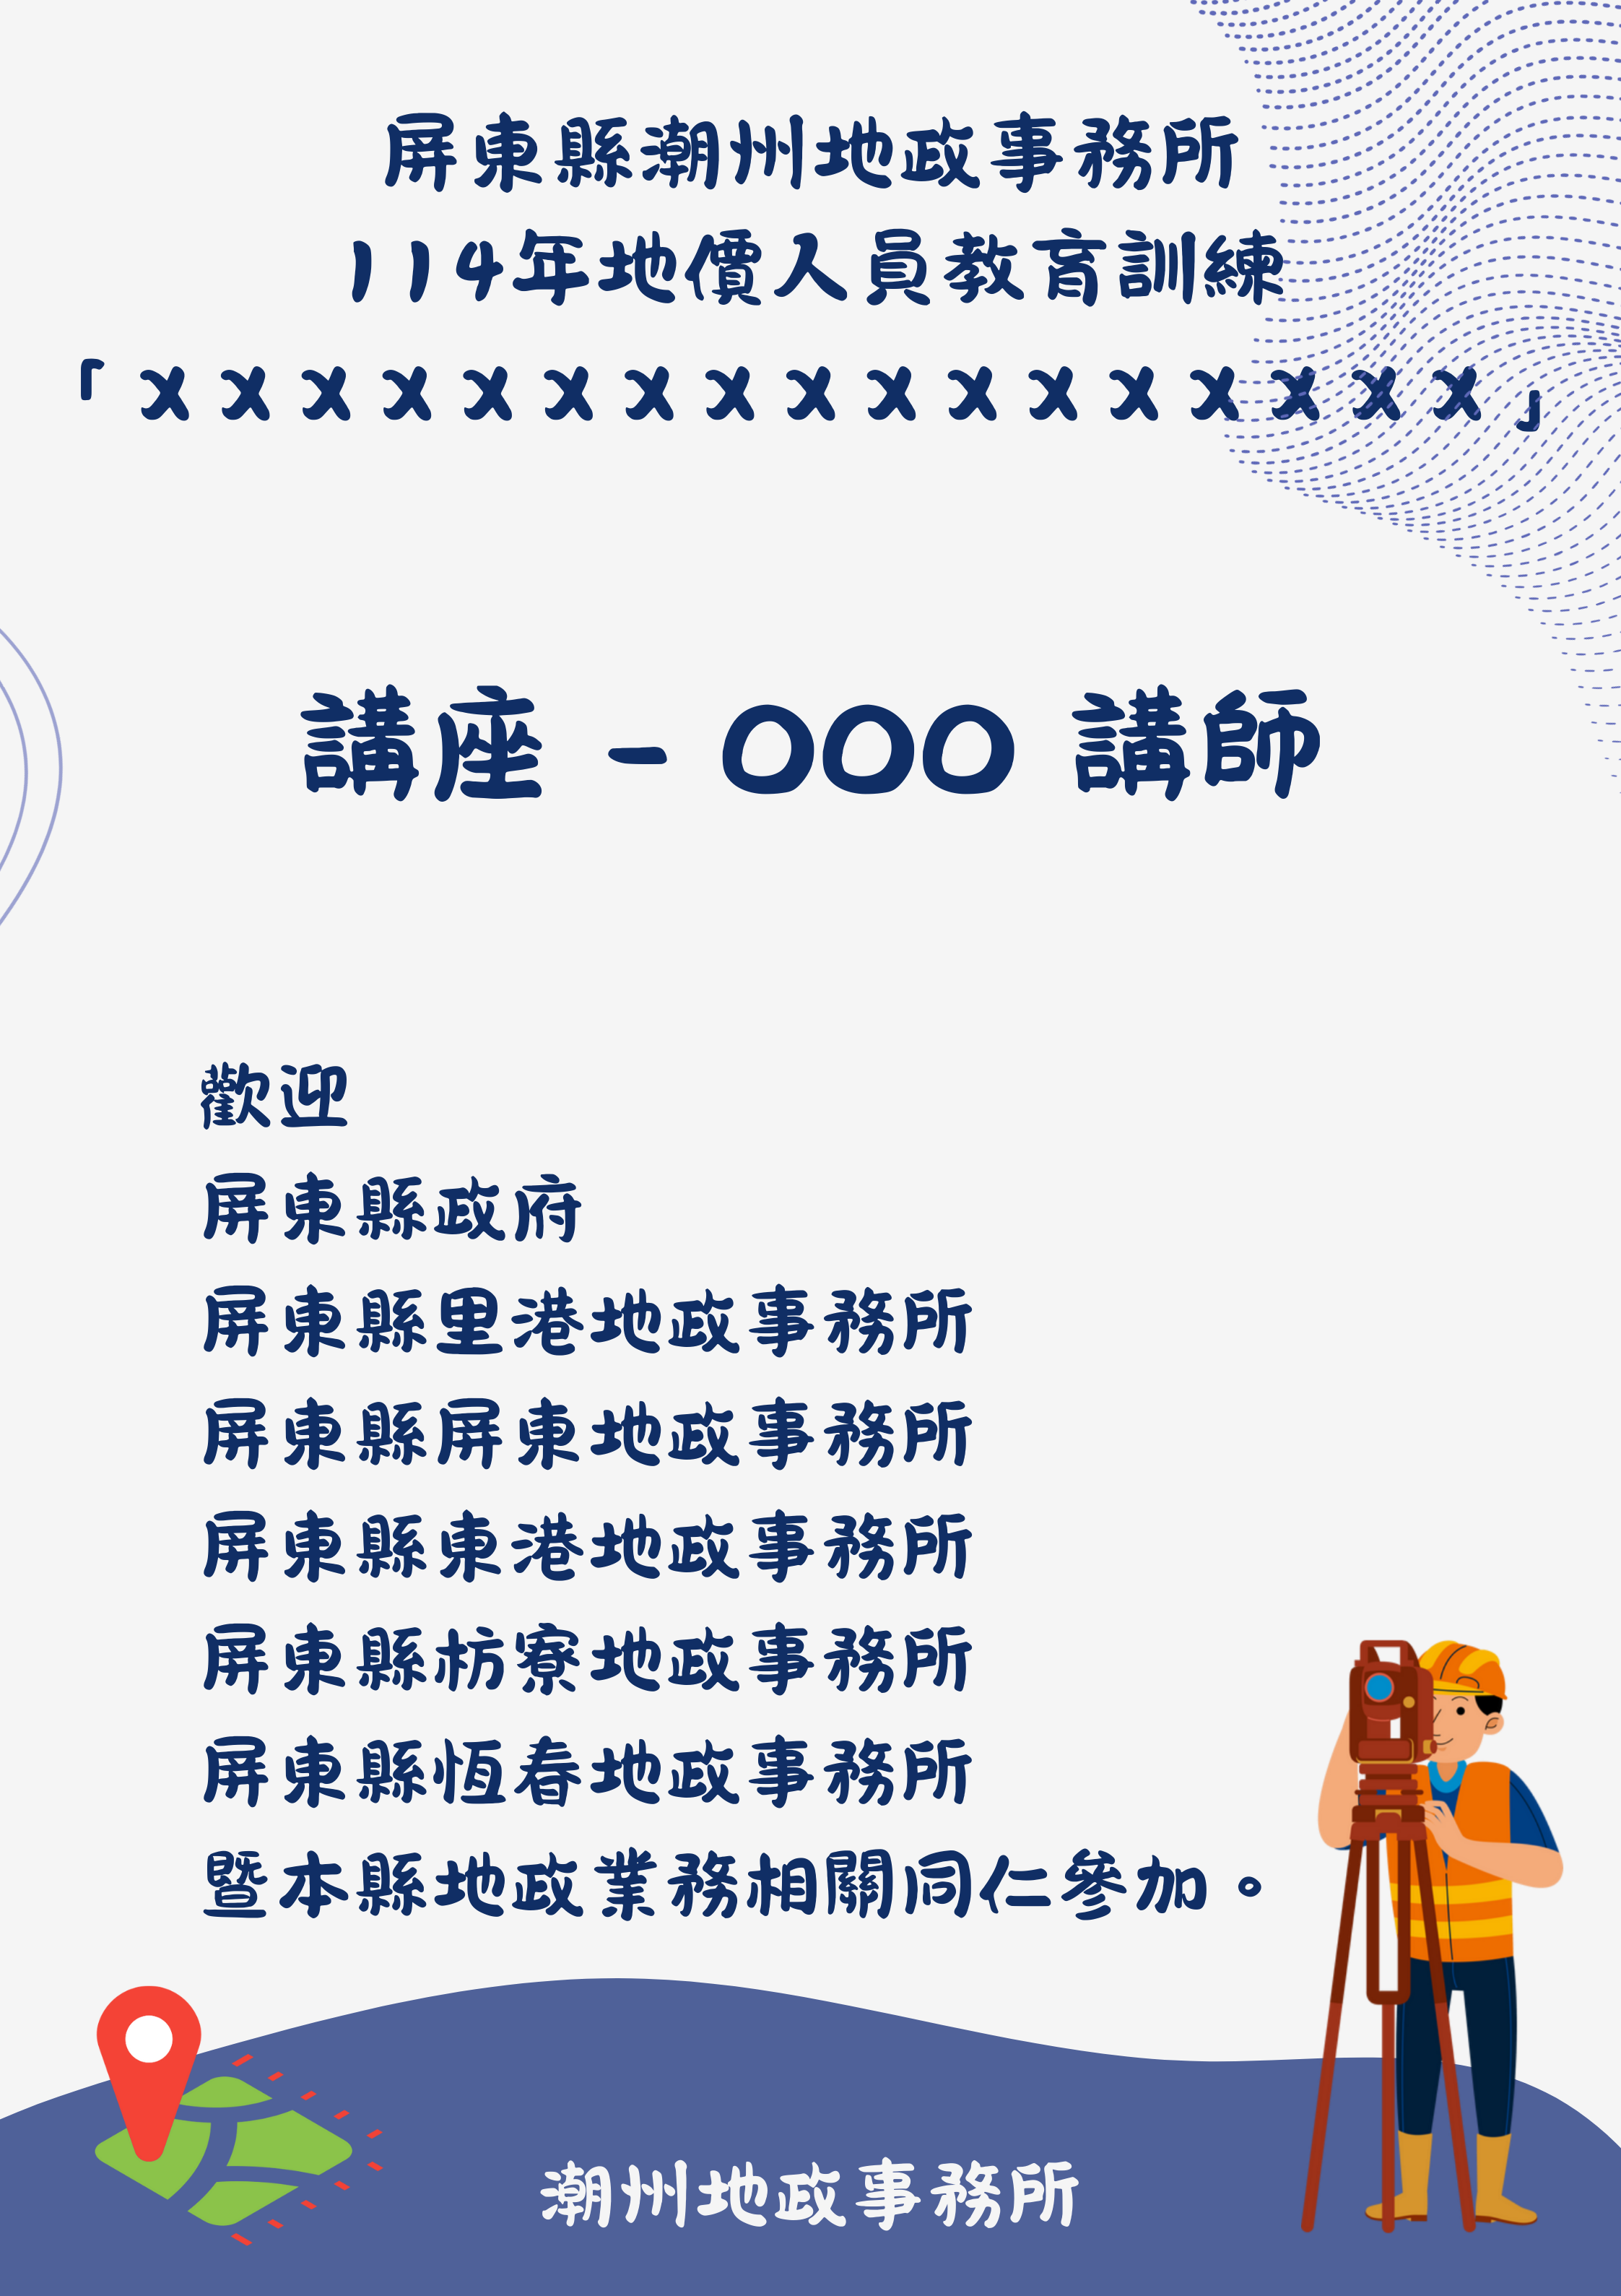 屏東縣潮州地政事務所
114年地價人員教育訓練
「XXXXXXXXXXXXXXXXX」
講座 - OOO 講師
歡迎
屏東縣政府
屏東縣里港地政事務所
屏東縣屏東地政事務所
屏東縣東港地政事務所
屏東縣枋寮地政事務所
屏東縣恆春地政事務所
暨本縣地政業務相關同仁參加。
潮州地政事務所